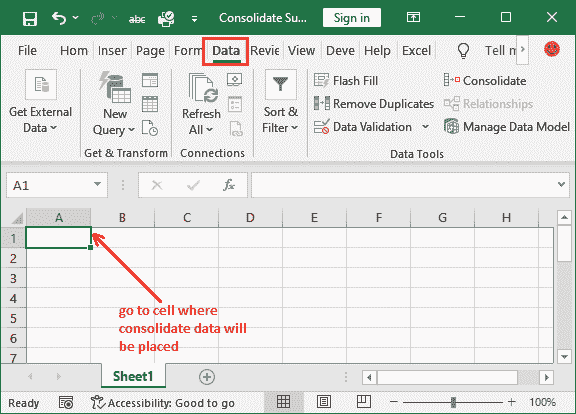 abc Consolidate Su... Sign in
File Hom Inser Page Form Data Revie View Deve Help Excel Tell m
Get External Data
New Query
Get & Transform
Refresh All
Connections
Sort & Filter
Flash Fill
Remove Duplicates
Data Validation
Consolidate
Relationships
Manage Data Model
Data Tools
A1 fx
A B C D E F G H
1
2
3
4
5
6
7
go to cell where
consolidate data will
be placed
Sheet1
Ready Accessibility: Good to go 100%